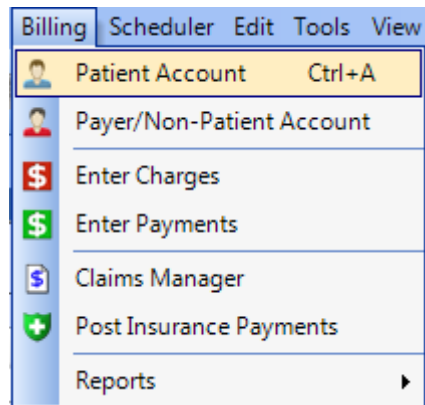 Billing Scheduler Edit Tools View
Patient Account Ctrl+A
Payer/Non-Patient Account
$ Enter Charges
$ Enter Payments
$ Claims Manager
Post Insurance Payments
Reports